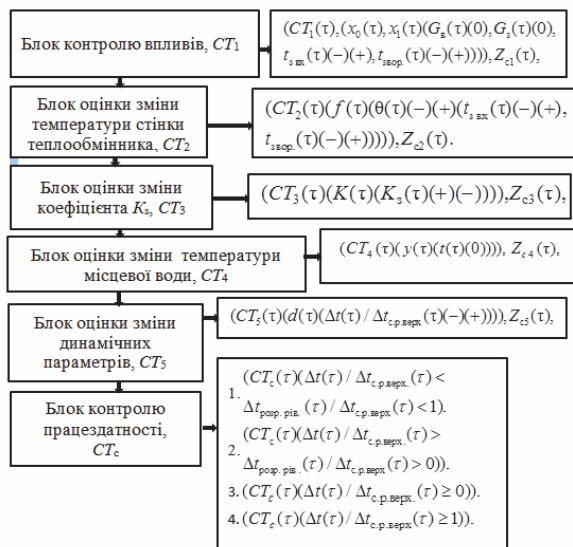 Блок контролю впливів, CT₁
(CT₁(τ),(x₀(τ), x₁(τ)(Gв(τ)(0),Gз(τ)(0),
tз вх(τ)(−)(+), tзвор.(τ)(−)(+)))), Zc1(τ),
Блок оцінки зміни
температури стінки
теплообмінника, CT₂
(CT₂(τ)(f(τ)(θ(τ)(−)(+)(tз вх(τ)(−)(+),
tзвор.(τ)(−)(+))))),Zc2(τ).
Блок оцінки зміни
коефіцієнта Kз, CT₃
(CT₃(τ)(K(τ)(Kз(τ)(+)(−)))),Zc3(τ),
Блок оцінки зміни температури
місцевої води, CT₄
(CT₄(τ)(y(τ)(t(τ)(0)))), Zc4(τ),
Блок оцінки зміни
динамічних
параметрів, CT₅
(CT₅(τ)(d(τ)(Δt(τ) / Δtс.р.верх(τ)(−)(+)))),Zc5(τ),
Блок контролю
працездатності,
CTc
1. (CTc(τ)(Δt(τ) / Δtс.р.верх.(τ) <
Δtрозр. рів.(τ) / Δtс.р.верх(τ) <1).
2. (CTc(τ)(Δt(τ) / Δtс.р.верх.(τ) >
Δtрозр. рів.(τ) / Δtс.р.верх(τ) > 0)).
3. (CTc(τ)(Δt(τ) / Δtс.р.верх.(τ) ≥ 0)).
4. (CTc(τ)(Δt(τ) / Δtс.р.верх(τ) ≥ 1)).